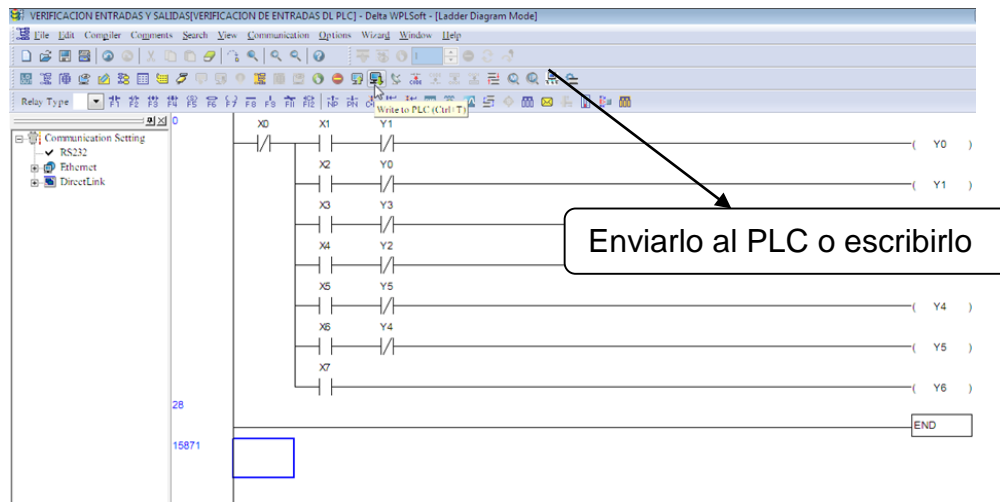 VERIFICACION ENTRADAS Y SALIDAS[VERIFICACION DE ENTRADAS DL PLC] - Delta WPLSoft - [Ladder Diagram Mode]
File Edit Compiler Comments Search View Communication Options Wizard Window Help
Relay Type
Write to PLC (Ctrl+T)
Communication Setting
RS232
Ethernet
DirectLink
0
X0 X1 Y1
Y0
X2 Y0
Y1
X3 Y3
Enviarlo al PLC o escribirlo
X4 Y2
X5 Y5
Y4
X6 Y4
Y5
X7
Y6
28
END
15871